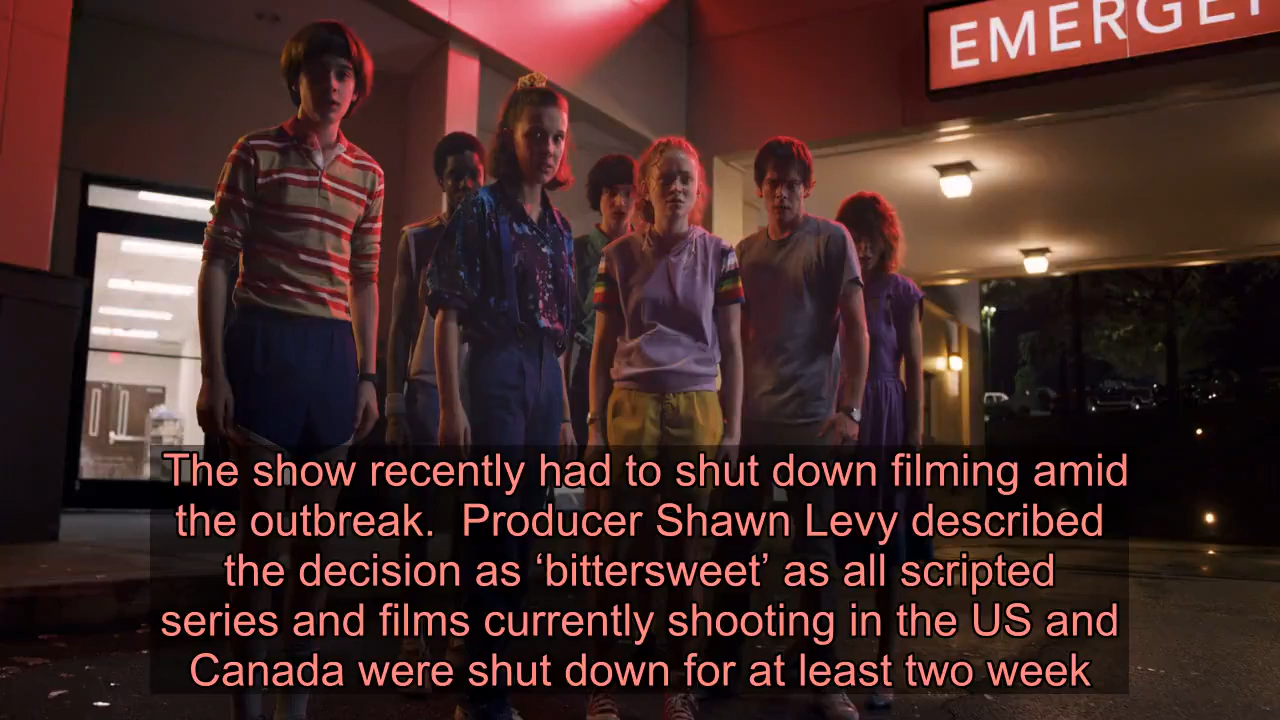 EMERGE
The show recently had to shut down filming amid
the outbreak.  Producer Shawn Levy described
the decision as ‘bittersweet’ as all scripted
series and films currently shooting in the US and
Canada were shut down for at least two week